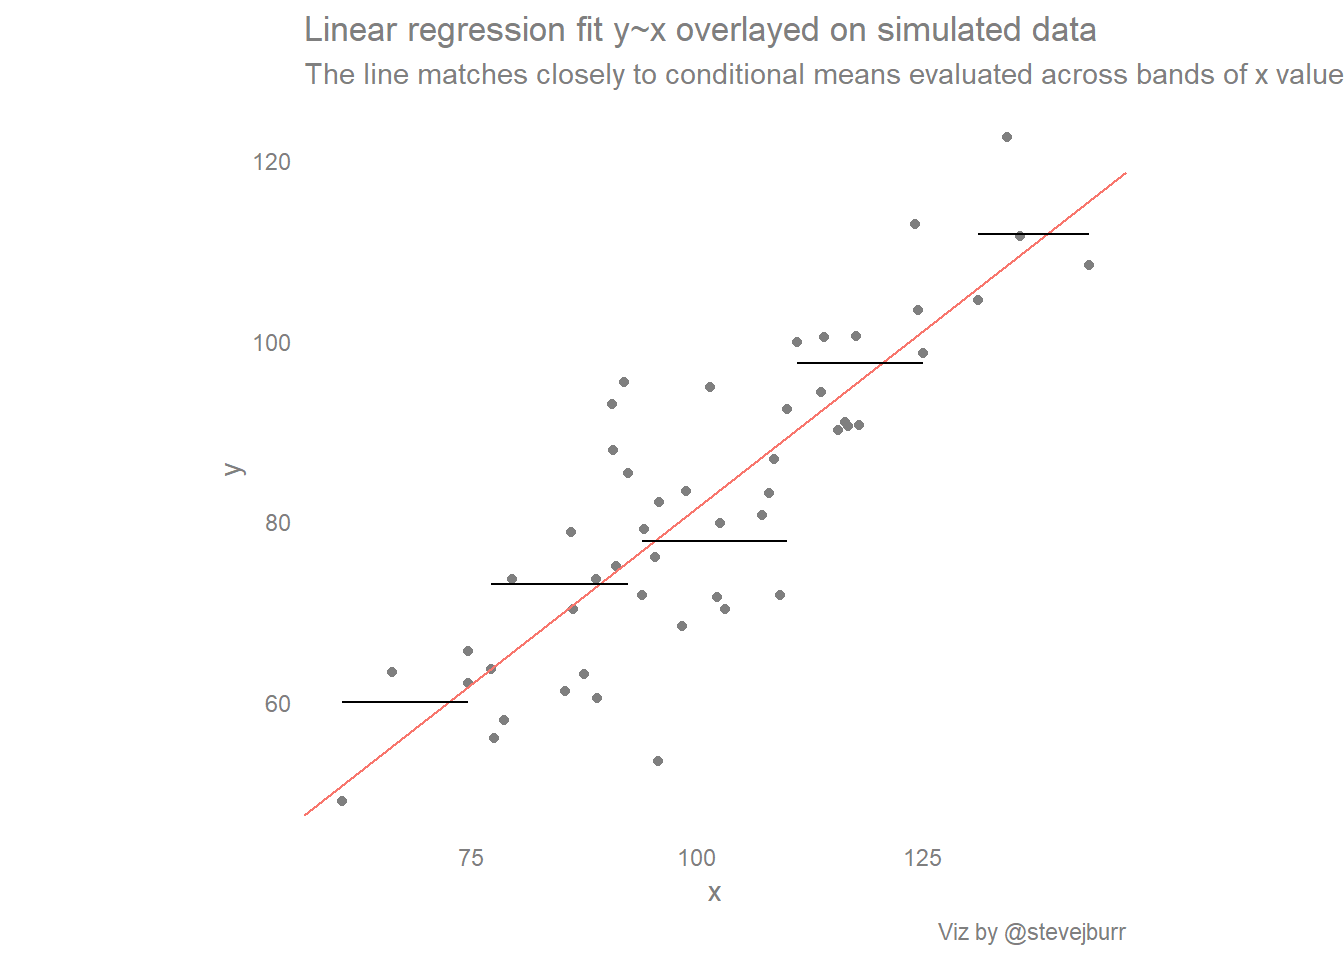 Linear regression fit y~x overlayed on simulated data
The line matches closely to conditional means evaluated across bands of x value
120
100
80
60
y
75 100 125
x
Viz by @stevejburr